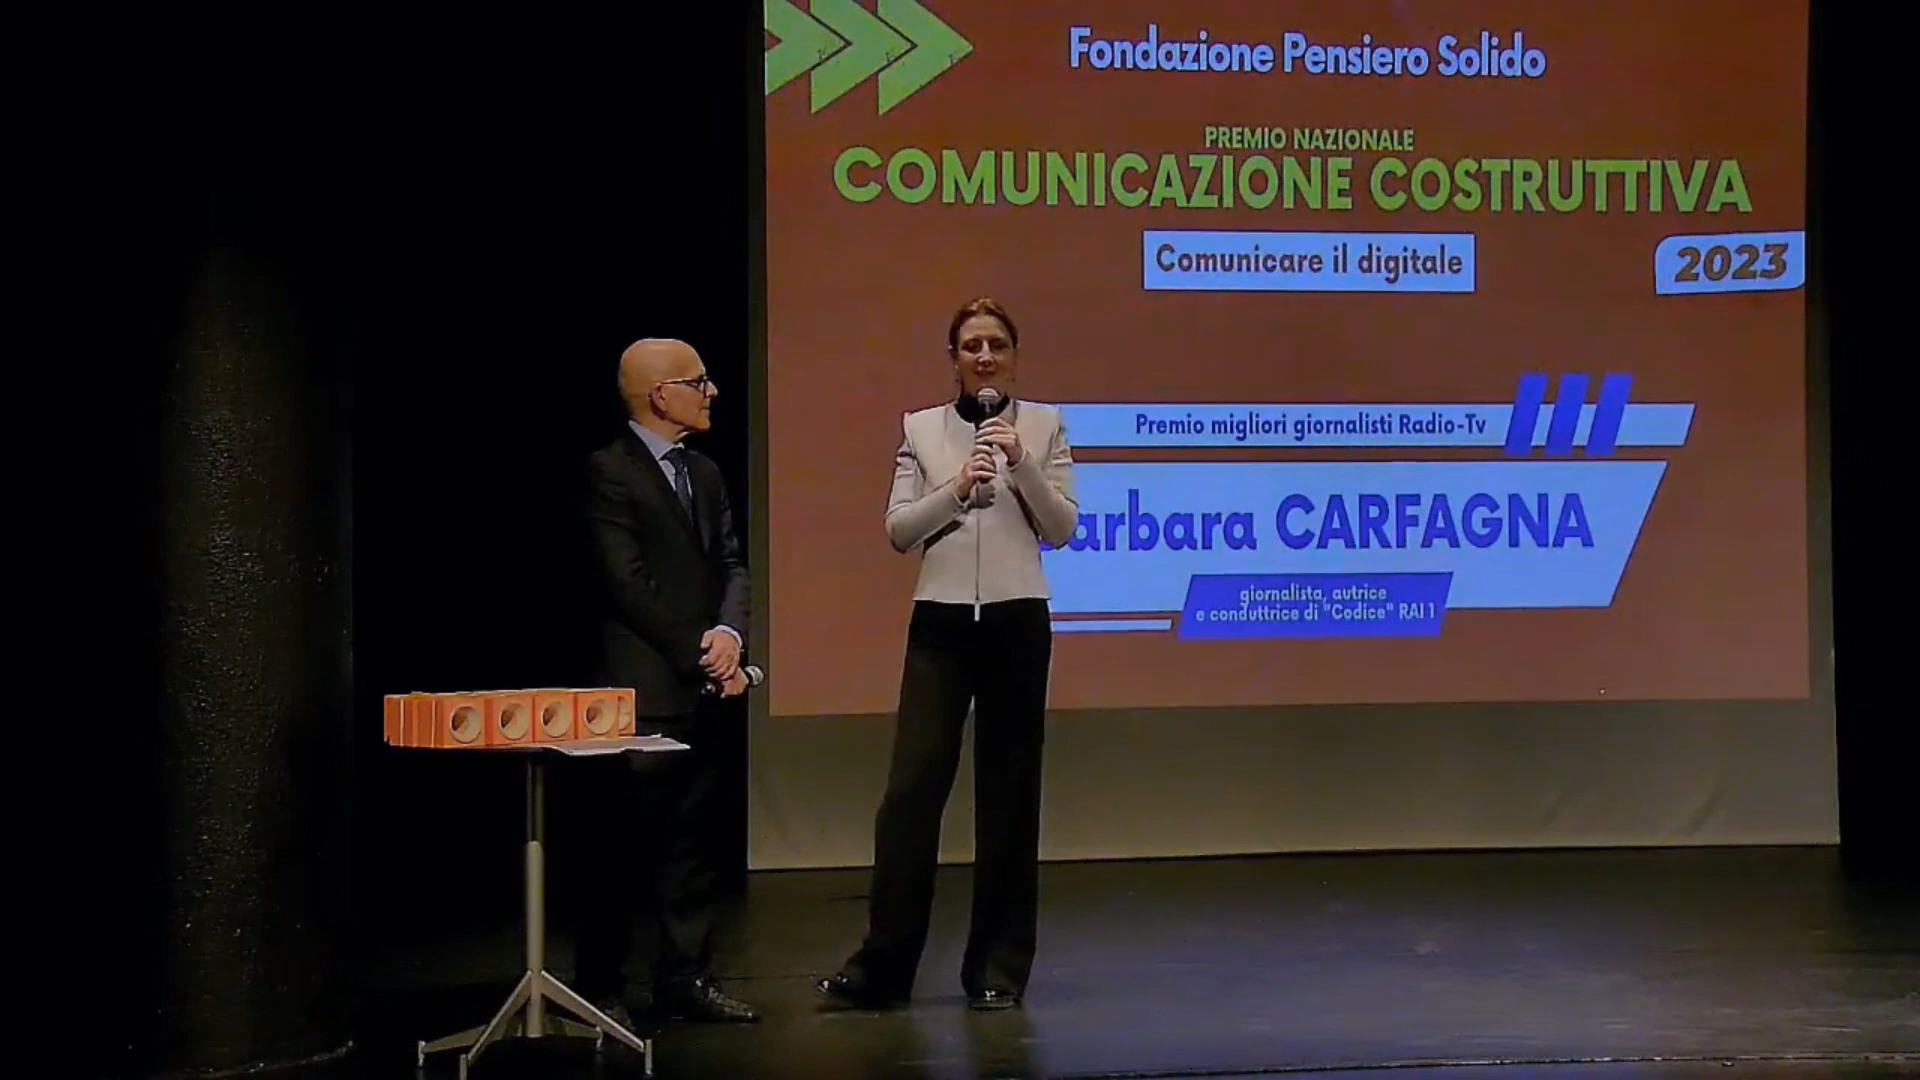 Fondazione Pensiero Solido
PREMIO NAZIONALE
COMUNICAZIONE COSTRUTTIVA
Comunicare il digitale
2023
Premio migliori giornalisti Radio-Tv
arbara CARFAGNA
giornalista, autrice
e conduttrice di "Codice" RAI 1